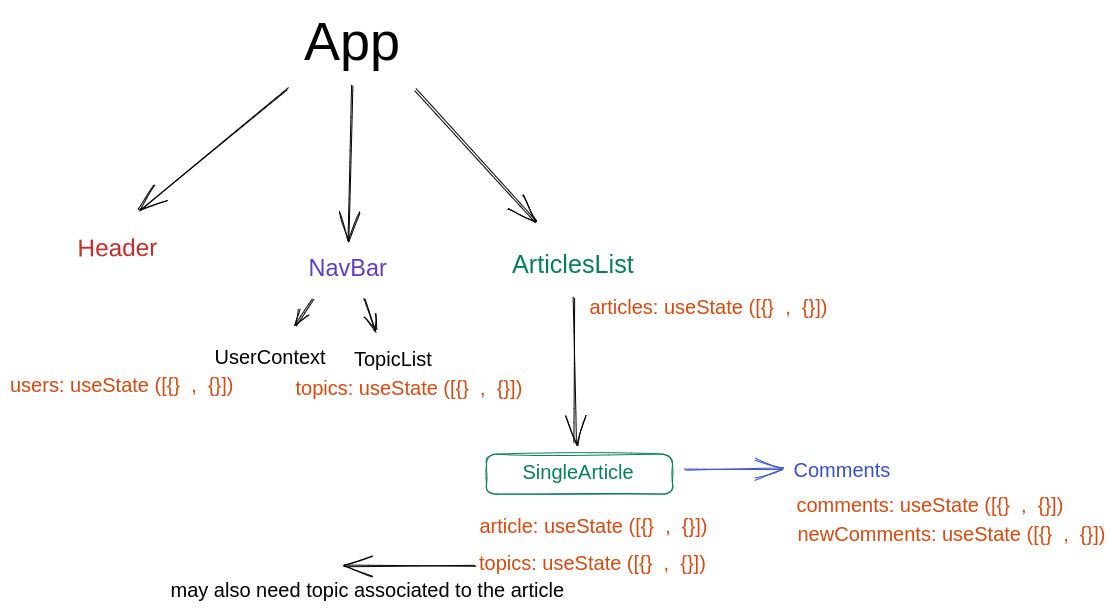 App
Header
NavBar
ArticlesList
articles: useState ([{} , {}])
UserContext
TopicList
users: useState ([{} , {}])
topics: useState ([{} , {}])
SingleArticle
Comments
comments: useState ([{} , {}])
article: useState ([{} , {}])
newComments: useState ([{} , {}])
topics: useState ([{} , {}])
may also need topic associated to the article